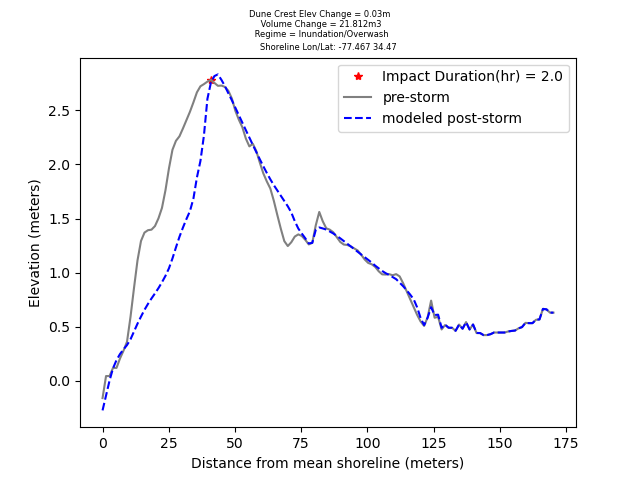 Dune Crest Elev Change = 0.03m
Volume Change = 21.812m3
Regime = Inundation/Overwash
Shoreline Lon/Lat: -77.467 34.47
Impact Duration(hr) = 2.0
pre-storm
modeled post-storm
2.5
2.0
1.5
1.0
0.5
0.0
Elevation (meters)
0 25 50 75 100 125 150 175
Distance from mean shoreline (meters)